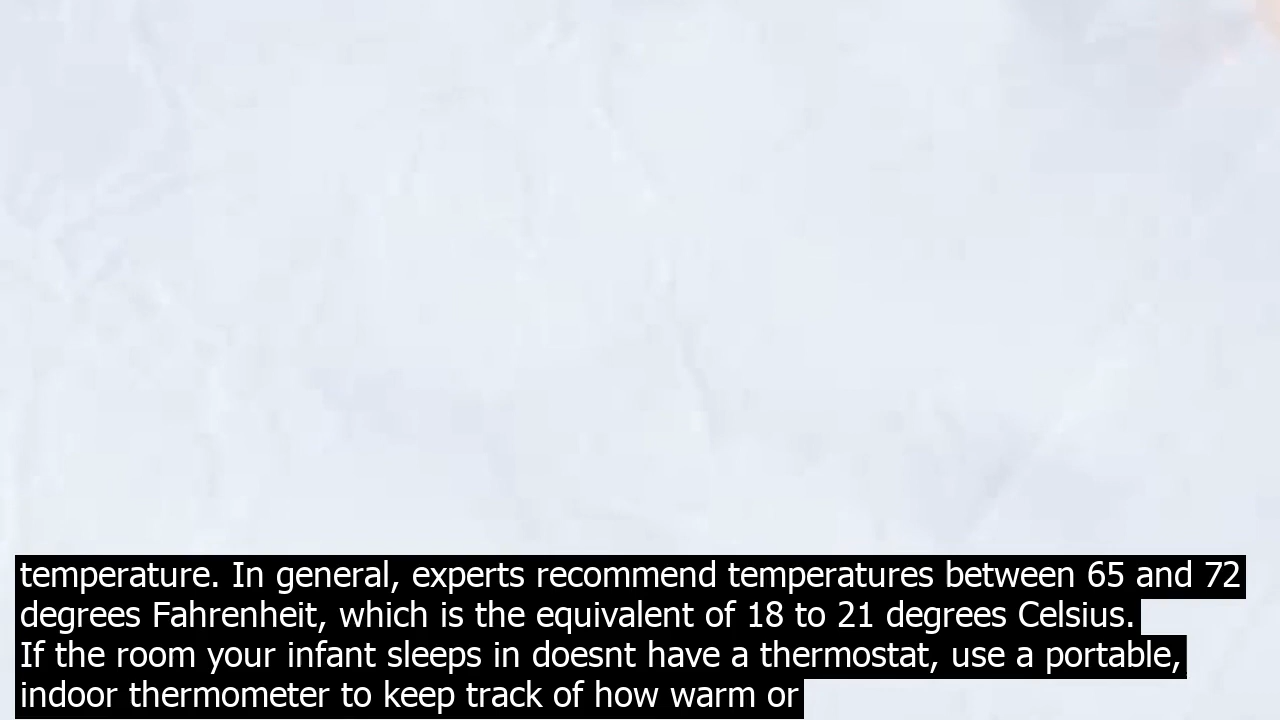 temperature. In general, experts recommend temperatures between 65 and 72
degrees Fahrenheit, which is the equivalent of 18 to 21 degrees Celsius.
If the room your infant sleeps in doesnt have a thermostat, use a portable,
indoor thermometer to keep track of how warm or